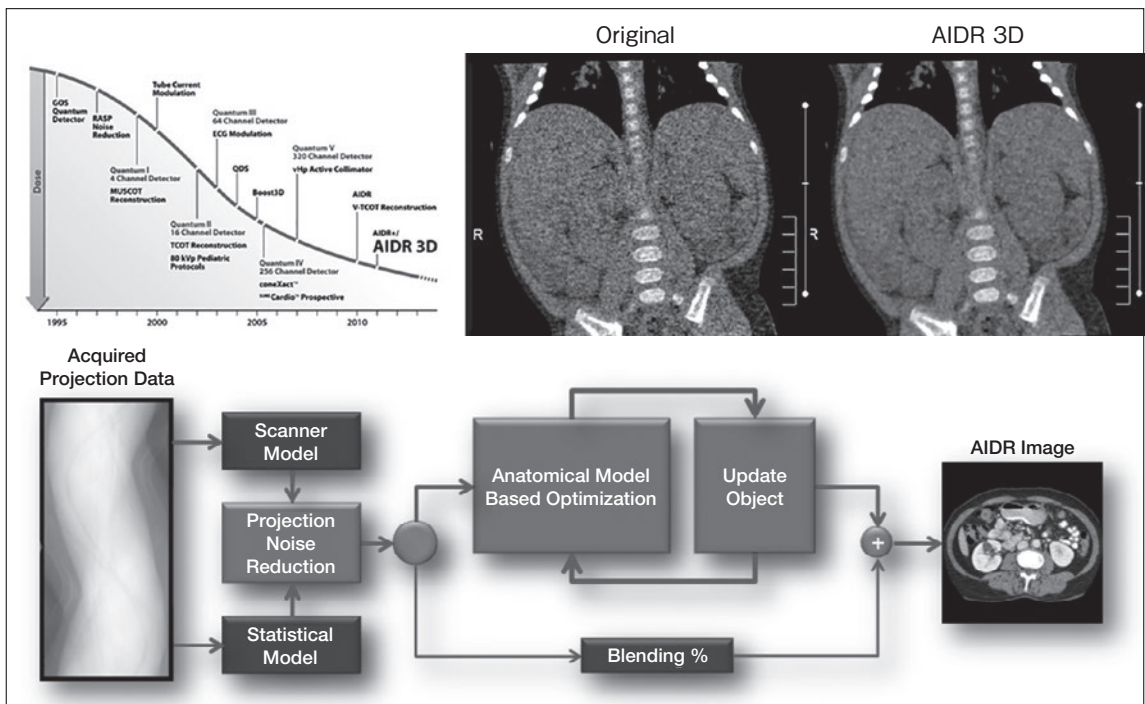 Original
AIDR 3D
Dose
GOS
Quantum
Detector
RASP
Noise
Reduction
Quantum I
4 Channel Detector
MUSCOT
Reconstruction
Tube Current
Modulation
Quantum II
16 Channel Detector
TCOT Reconstruction
80 kVp Pediatric
Protocols
Quantum III
64 Channel Detector
ECG Modulation
QDS
Boost3D
Quantum IV
256 Channel Detector
coneXact™
Cardio™ Prospective
Quantum V
320 Channel Detector
vHp Active Collimator
AIDR
V-TCOT Reconstruction
AIDR+/
AIDR 3D
1995
2000
2005
2010
R
R
Acquired
Projection Data
Scanner
Model
Projection
Noise
Reduction
Statistical
Model
Anatomical Model
Based Optimization
Update
Object
Blending %
+
AIDR Image